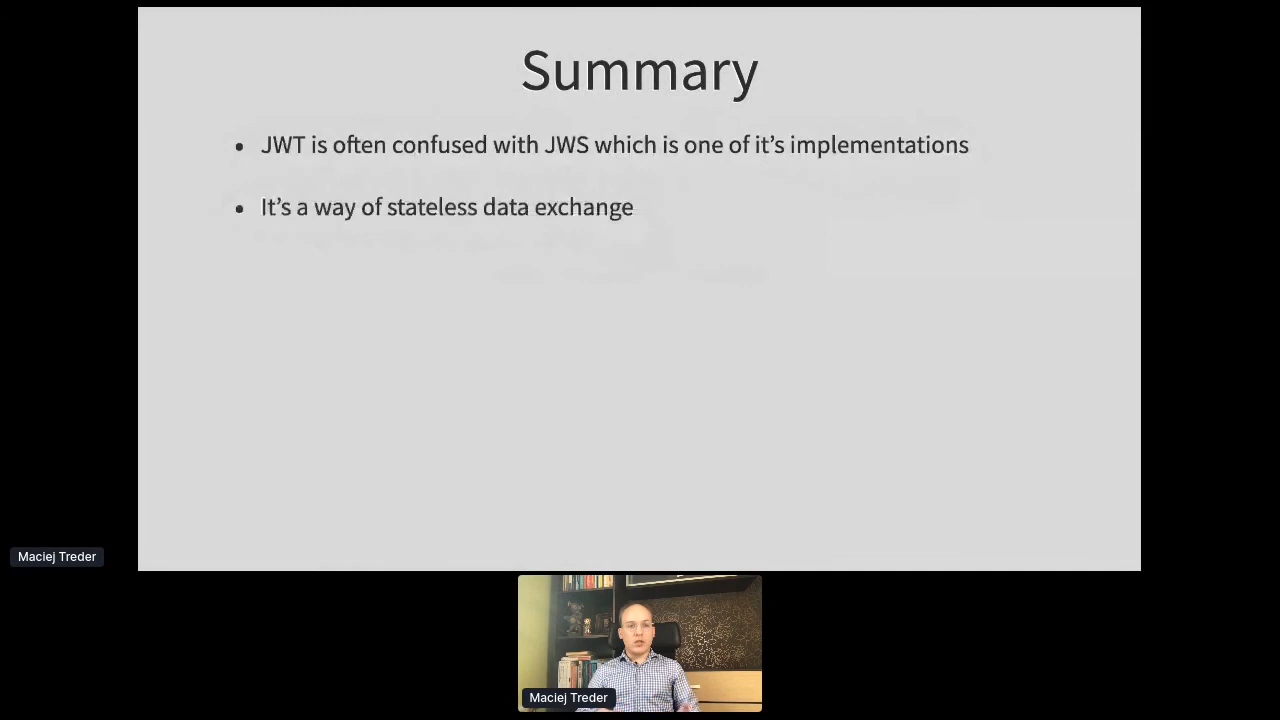 Summary
• JWT is often confused with JWS which is one of it’s implementations
• It’s a way of stateless data exchange
Maciej Treder
Maciej Treder